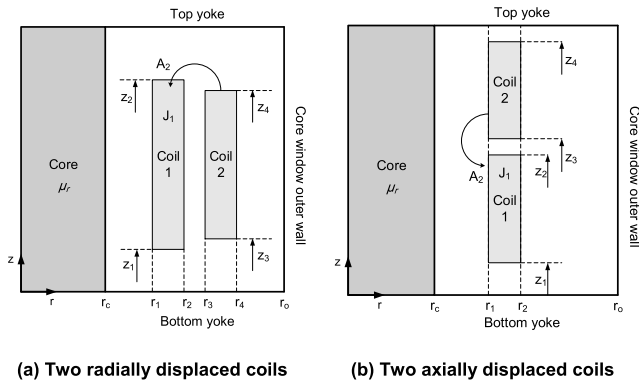 Top yoke
A2
z2
z4
J1
Core
μr
Coil
1
Coil
2
z1
z3
z
r
rc
r1
r2
r3
r4
ro
Bottom yoke
Core window outer wall
(a) Two radially displaced coils
Top yoke
z4
Coil
2
z3
z2
A2
J1
Coil
1
Core
μr
z1
z
r
rc
r1
r2
ro
Bottom yoke
Core window outer wall
(b) Two axially displaced coils